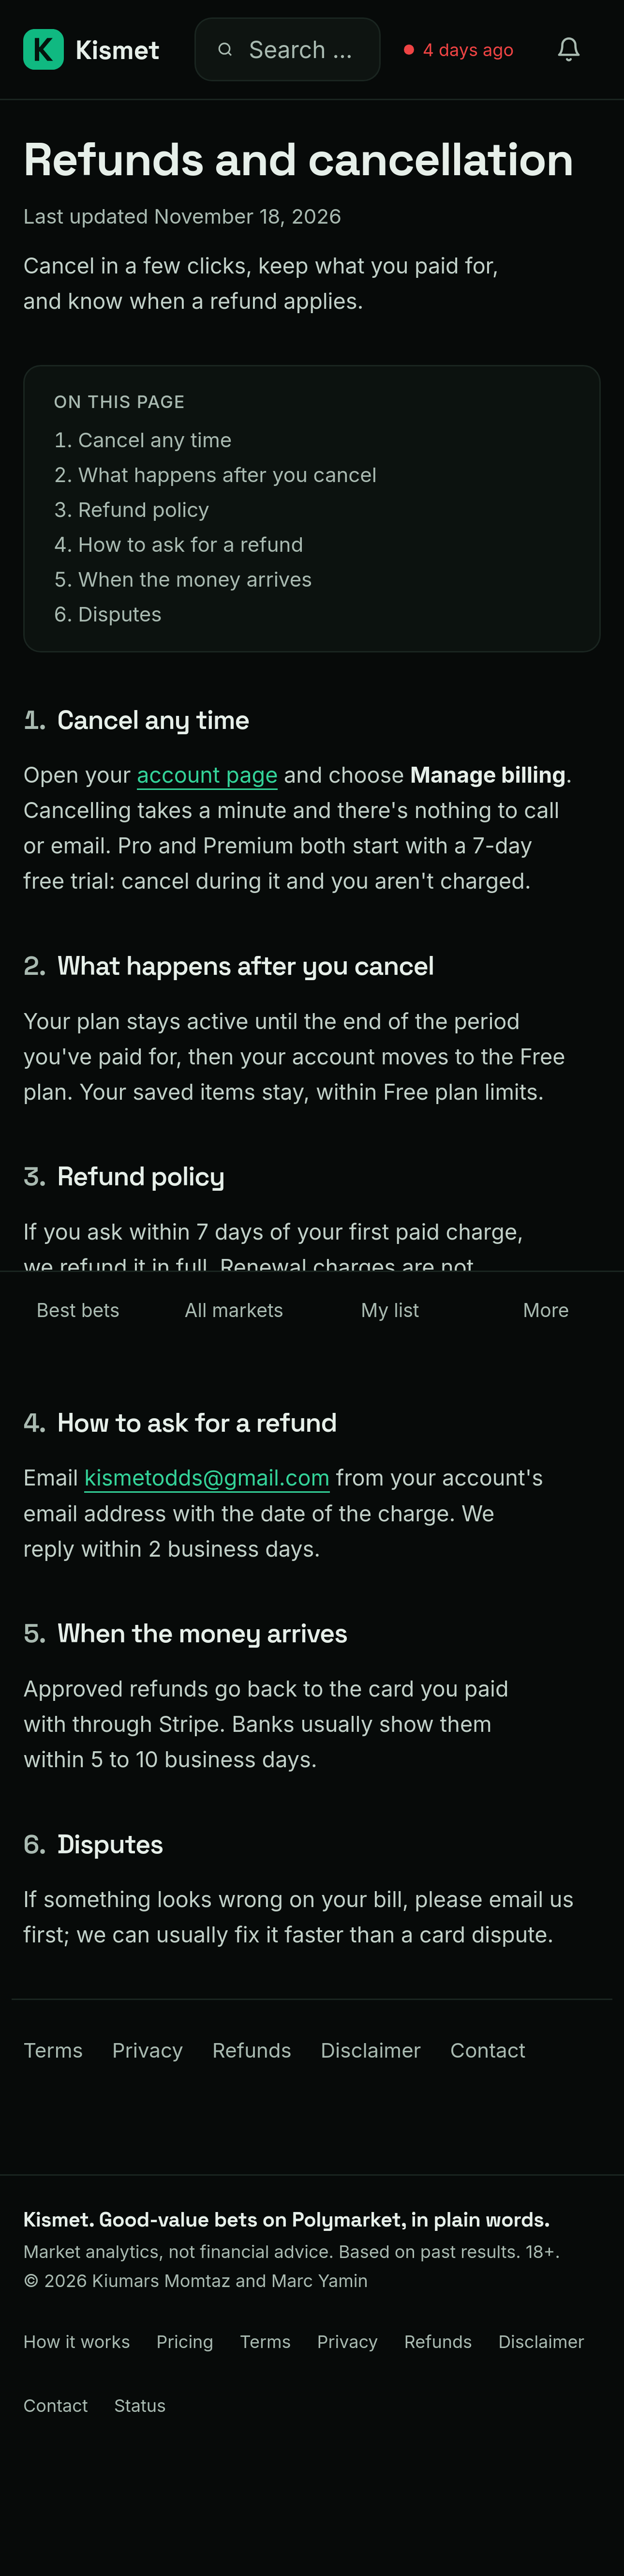 K Kismet
Search ...
4 days ago
Refunds and cancellation
Last updated November 18, 2026
Cancel in a few clicks, keep what you paid for,
and know when a refund applies.
ON THIS PAGE
1. Cancel any time
2. What happens after you cancel
3. Refund policy
4. How to ask for a refund
5. When the money arrives
6. Disputes
1. Cancel any time
Open your account page and choose Manage billing.
Cancelling takes a minute and there's nothing to call
or email. Pro and Premium both start with a 7-day
free trial: cancel during it and you aren't charged.
2. What happens after you cancel
Your plan stays active until the end of the period
you've paid for, then your account moves to the Free
plan. Your saved items stay, within Free plan limits.
3. Refund policy
If you ask within 7 days of your first paid charge,
we refund it in full. Renewal charges are not
Best bets All markets My list More
4. How to ask for a refund
Email kismetodds@gmail.com from your account's
email address with the date of the charge. We
reply within 2 business days.
5. When the money arrives
Approved refunds go back to the card you paid
with through Stripe. Banks usually show them
within 5 to 10 business days.
6. Disputes
If something looks wrong on your bill, please email us
first; we can usually fix it faster than a card dispute.
Terms Privacy Refunds Disclaimer Contact
Kismet. Good-value bets on Polymarket, in plain words.
Market analytics, not financial advice. Based on past results. 18+.
© 2026 Kiumars Momtaz and Marc Yamin
How it works Pricing Terms Privacy Refunds Disclaimer
Contact Status